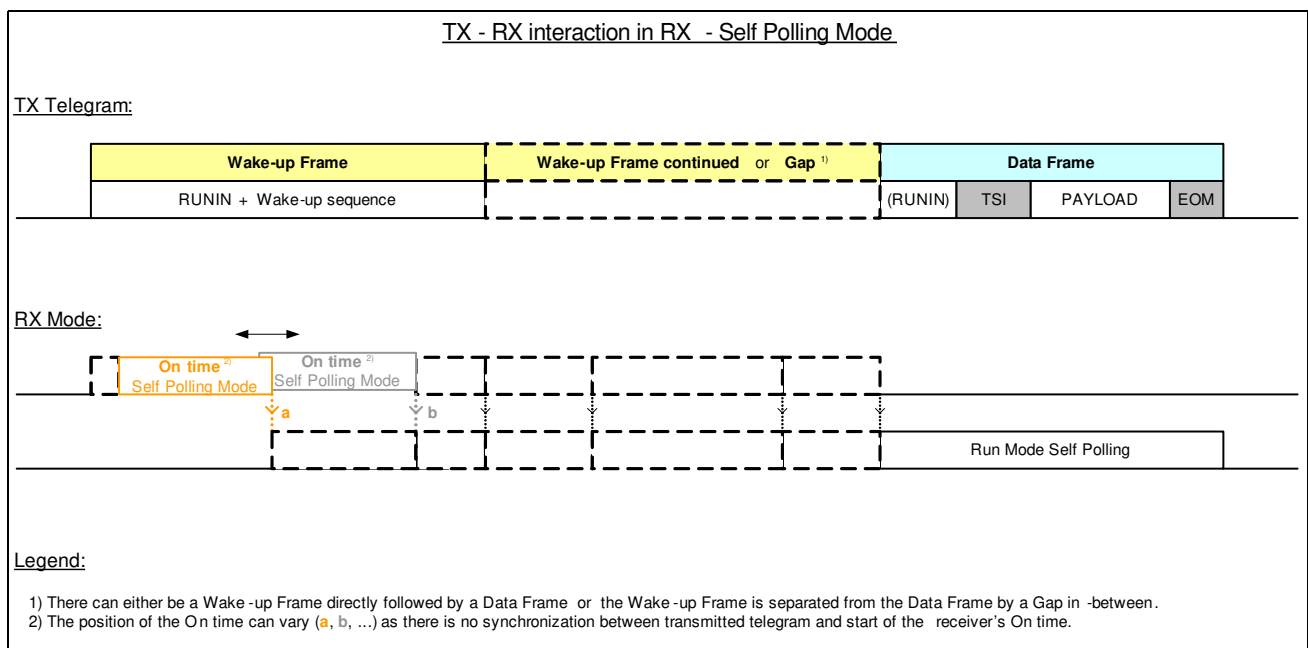 TX - RX interaction in RX - Self Polling Mode
TX Telegram:
Wake-up Frame
Wake-up Frame continued or Gap 1)
Data Frame
RUNIN + Wake-up sequence
(RUNIN)
TSI
PAYLOAD
EOM
RX Mode:
On time 2)
Self Polling Mode
On time 2)
Self Polling Mode
a
b
Run Mode Self Polling
Legend:
1) There can either be a Wake-up Frame directly followed by a Data Frame or the Wake-up Frame is separated from the Data Frame by a Gap in-between.
2) The position of the On time can vary (a, b, ...) as there is no synchronization between transmitted telegram and start of the receiver's On time.